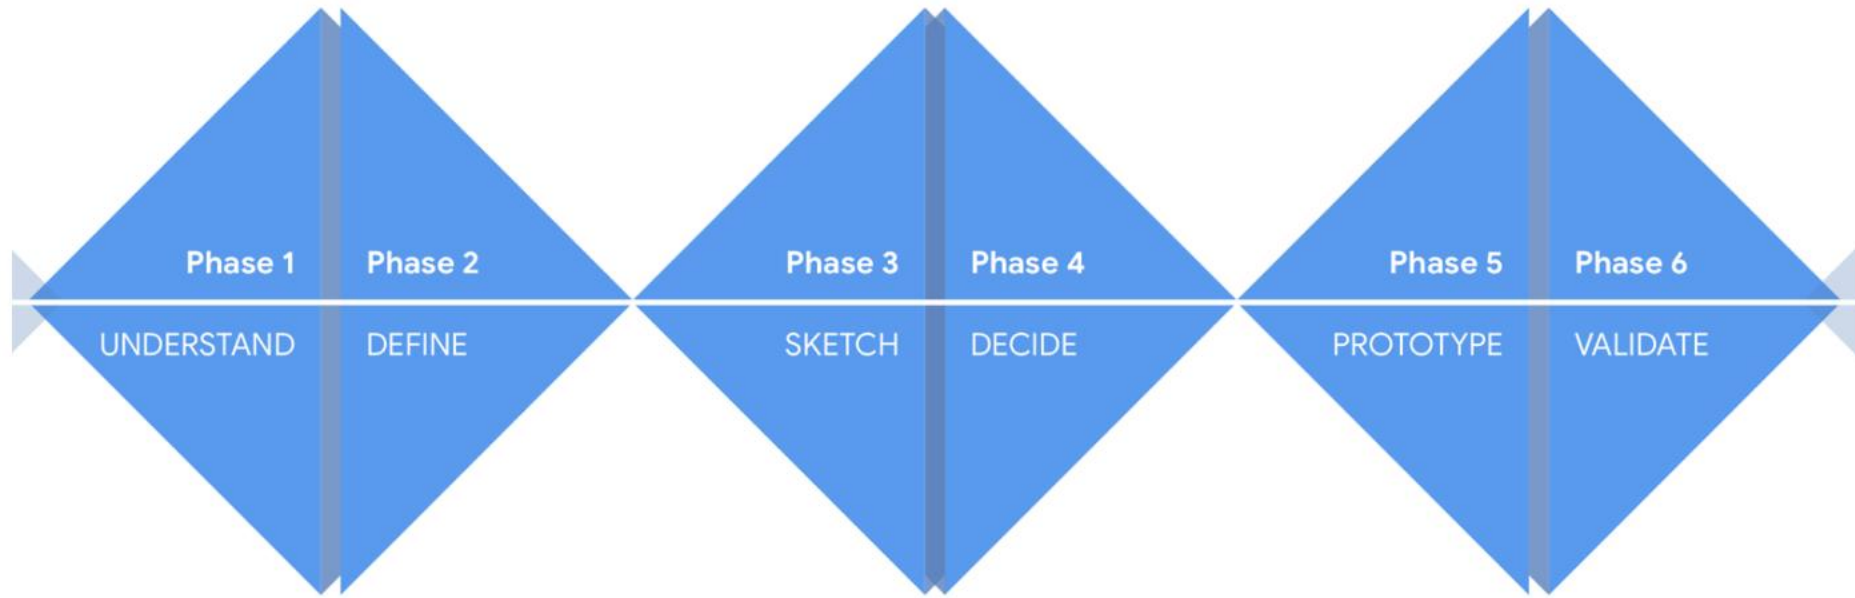 Phase 1
UNDERSTAND
Phase 2
DEFINE
Phase 3
SKETCH
Phase 4
DECIDE
Phase 5
PROTOTYPE
Phase 6
VALIDATE